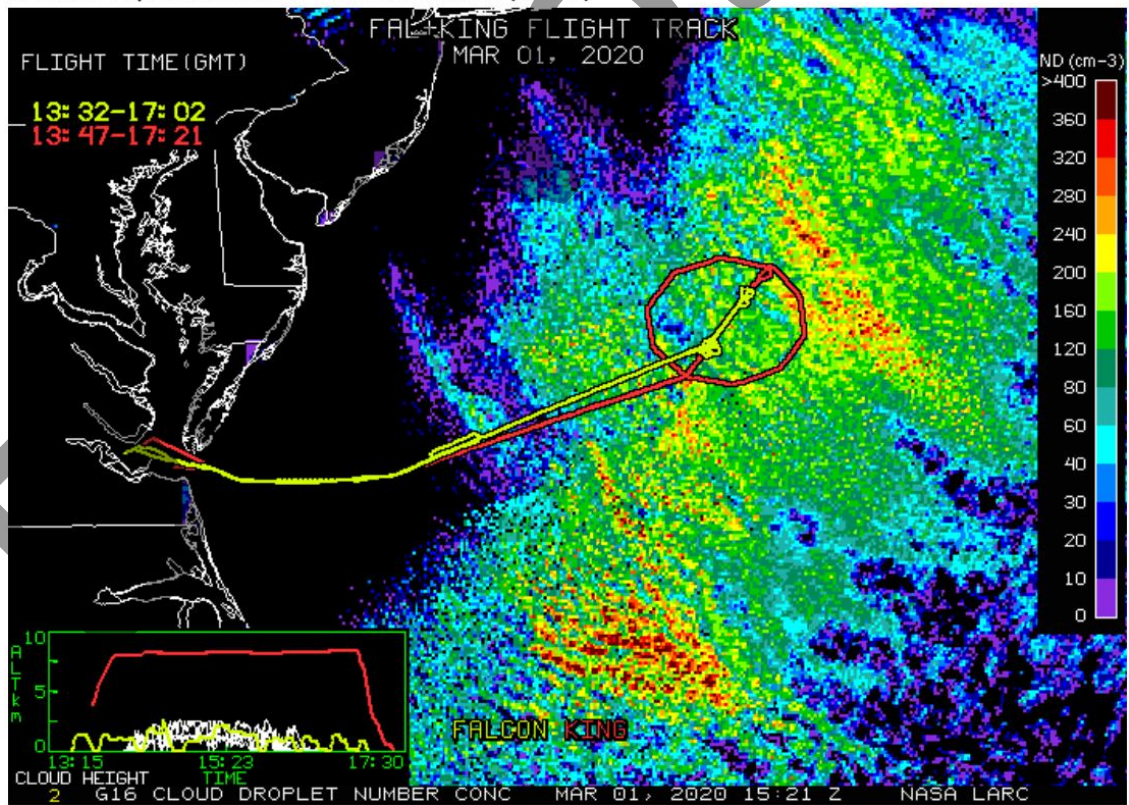 FAL+KING FLIGHT TRACK
MAR 01, 2020
FLIGHT TIME(GMT)
13:32-17:02
13:47-17:21
ND (cm-3)
>400
360
320
280
240
200
160
120
80
60
40
30
20
10
0
10
5
0
ALT km
13:15 15:23 17:30
TIME
FALCON KING
CLOUD HEIGHT
2 G16 CLOUD DROPLET NUMBER CONC MAR 01, 2020 15:21 Z NASA LARC